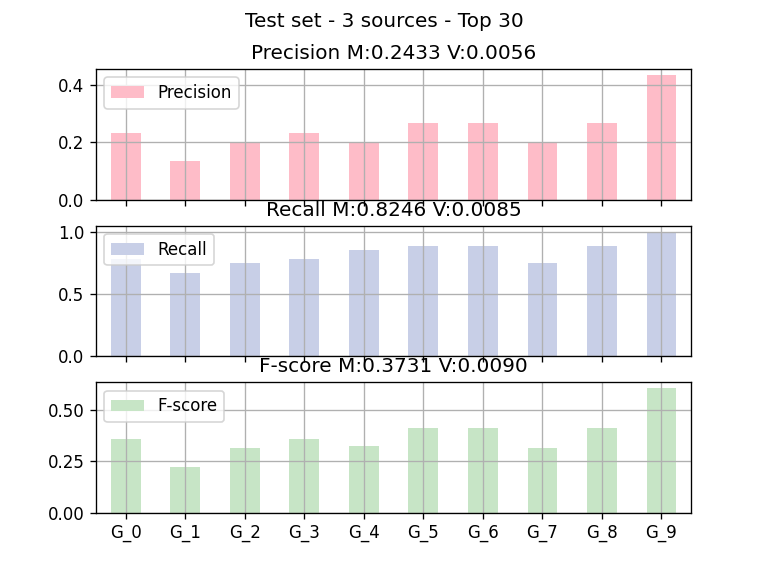 Test set - 3 sources - Top 30
Precision M:0.2433 V:0.0056
0.4
Precision
0.2
0.0
Recall M:0.8246 V:0.0085
1.0
Recall
0.5
0.0
F-score M:0.3731 V:0.0090
F-score
0.50
0.25
0.00
G_0 G_1 G_2 G_3 G_4 G_5 G_6 G_7 G_8 G_9